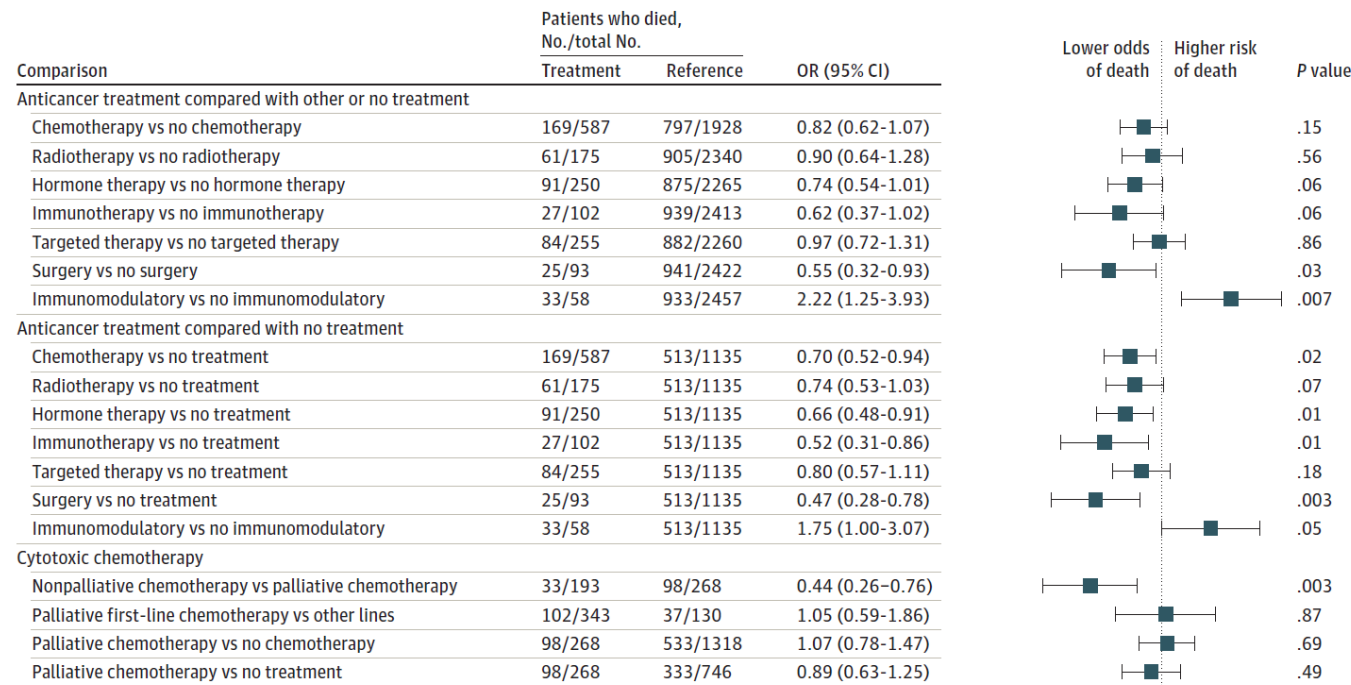 Patients who died,
No./total No.
Lower odds of death
Higher risk of death
Comparison Treatment Reference OR (95% CI) P value
Anticancer treatment compared with other or no treatment
Chemotherapy vs no chemotherapy 169/587 797/1928 0.82 (0.62-1.07) .15
Radiotherapy vs no radiotherapy 61/175 905/2340 0.90 (0.64-1.28) .56
Hormone therapy vs no hormone therapy 91/250 875/2265 0.74 (0.54-1.01) .06
Immunotherapy vs no immunotherapy 27/102 939/2413 0.62 (0.37-1.02) .06
Targeted therapy vs no targeted therapy 84/255 882/2260 0.97 (0.72-1.31) .86
Surgery vs no surgery 25/93 941/2422 0.55 (0.32-0.93) .03
Immunomodulatory vs no immunomodulatory 33/58 933/2457 2.22 (1.25-3.93) .007
Anticancer treatment compared with no treatment
Chemotherapy vs no treatment 169/587 513/1135 0.70 (0.52-0.94) .02
Radiotherapy vs no treatment 61/175 513/1135 0.74 (0.53-1.03) .07
Hormone therapy vs no treatment 91/250 513/1135 0.66 (0.48-0.91) .01
Immunotherapy vs no treatment 27/102 513/1135 0.52 (0.31-0.86) .01
Targeted therapy vs no treatment 84/255 513/1135 0.80 (0.57-1.11) .18
Surgery vs no treatment 25/93 513/1135 0.47 (0.28-0.78) .003
Immunomodulatory vs no immunomodulatory 33/58 513/1135 1.75 (1.00-3.07) .05
Cytotoxic chemotherapy
Nonpalliative chemotherapy vs palliative chemotherapy 33/193 98/268 0.44 (0.26−0.76) .003
Palliative first-line chemotherapy vs other lines 102/343 37/130 1.05 (0.59-1.86) .87
Palliative chemotherapy vs no chemotherapy 98/268 533/1318 1.07 (0.78-1.47) .69
Palliative chemotherapy vs no treatment 98/268 333/746 0.89 (0.63-1.25) .49